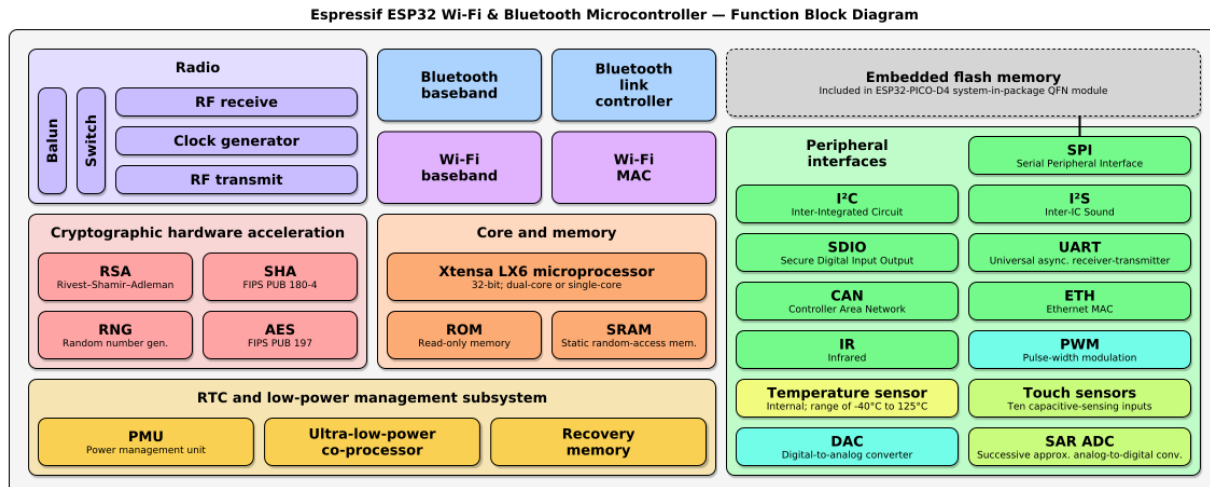 Espressif ESP32 Wi-Fi & Bluetooth Microcontroller — Function Block Diagram
Radio
Balun
Switch
RF receive
Clock generator
RF transmit
Bluetooth
baseband
Bluetooth
link
controller
Wi-Fi
baseband
Wi-Fi
MAC
Embedded flash memory
Included in ESP32-PICO-D4 system-in-package QFN module
Cryptographic hardware acceleration
RSA
Rivest–Shamir–Adleman
SHA
FIPS PUB 180-4
RNG
Random number gen.
AES
FIPS PUB 197
Core and memory
Xtensa LX6 microprocessor
32-bit; dual-core or single-core
ROM
Read-only memory
SRAM
Static random-access mem.
RTC and low-power management subsystem
PMU
Power management unit
Ultra-low-power
co-processor
Recovery
memory
Peripheral
interfaces
SPI
Serial Peripheral Interface
I²C
Inter-Integrated Circuit
I²S
Inter-IC Sound
SDIO
Secure Digital Input Output
UART
Universal async. receiver-transmitter
CAN
Controller Area Network
ETH
Ethernet MAC
IR
Infrared
PWM
Pulse-width modulation
Temperature sensor
Internal; range of -40°C to 125°C
Touch sensors
Ten capacitive-sensing inputs
DAC
Digital-to-analog converter
SAR ADC
Successive approx. analog-to-digital conv.